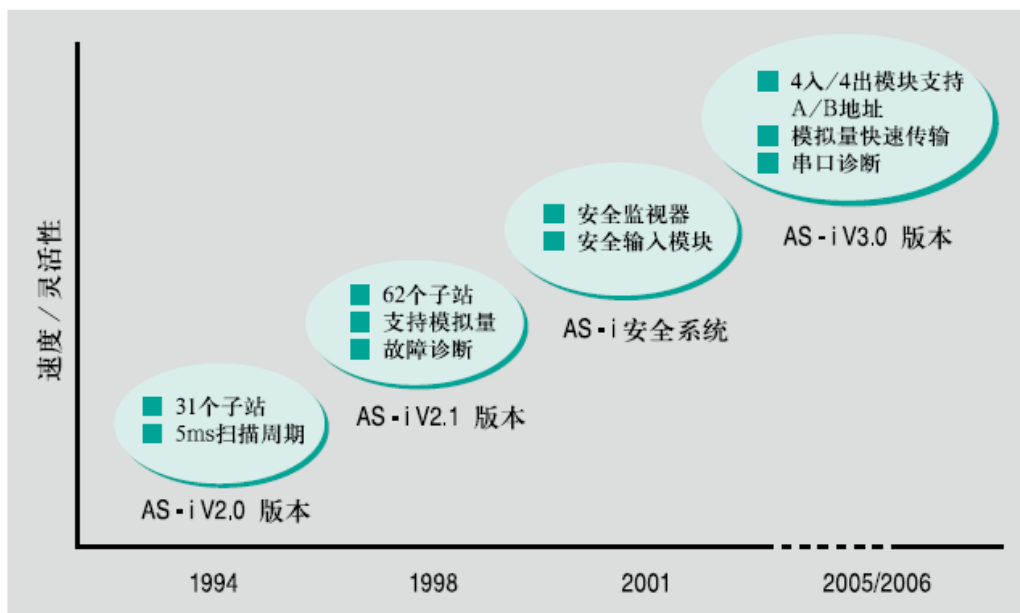 4入/4出模块支持
A/B地址
模拟量快速传输
串口诊断
AS-iV3.0 版本
安全监视器
安全输入模块
AS-i安全系统
62个子站
支持模拟量
故障诊断
AS-iV2.1 版本
31个子站
5ms扫描周期
AS-iV2.0 版本
速度/灵活性
1994
1998
2001
2005/2006